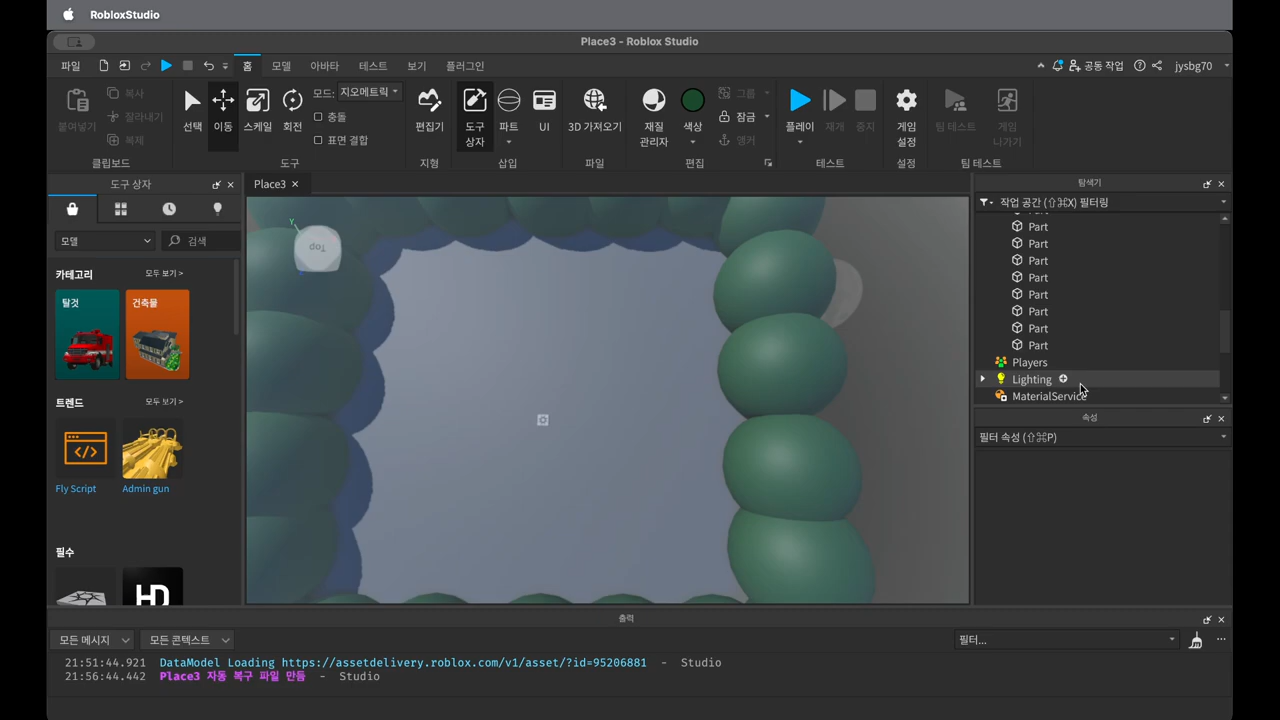 RobloxStudio
Place3 - Roblox Studio
파일 홈 모델 아바타 테스트 보기 플러그인 공동 작업 jysbg70
붙여넣기 복사 잘라내기 복제
선택 이동 스케일 회전 모드: 지오메트릭 충돌 표면 결합
편집기 도구 상자 파트 UI 3D 가져오기 재질 관리자 색상 그룹 잠금 앵커
플레이 재개 중지 게임 설정 팀 테스트 게임 나가기
클립보드 도구 지형 삽입 파일 편집 테스트 설정 팀 테스트
도구 상자
Place3
탐색기
작업 공간 (⇧⌘X) 필터링
모델 검색
카테고리 모두 보기 >
탈것 건축물
트렌드 모두 보기 >
Fly Script Admin gun
필수
HD
Top
Y
Part
Part
Part
Part
Part
Part
Part
Part
Players
Lighting
MaterialService
속성
필터 속성 (⇧⌘P)
출력
모든 메시지 모든 콘텍스트 필터...
21:51:44.921 DataModel Loading https://assetdelivery.roblox.com/v1/asset/?id=95206881 - Studio
21:56:44.442 Place3 자동 복구 파일 만듦 - Studio